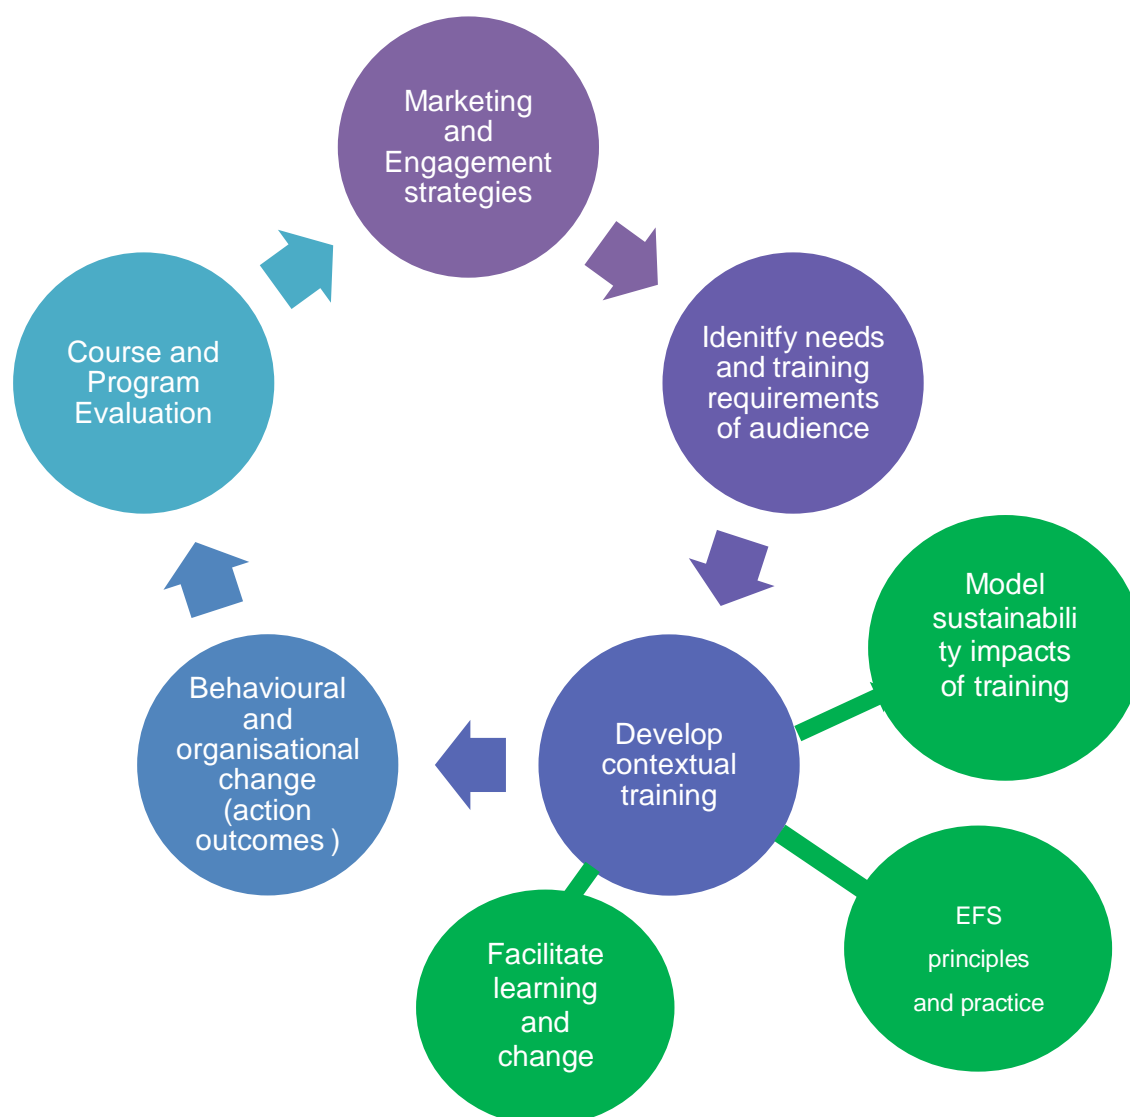 Marketing
and
Engagement
strategies
Idenitfy needs
and training
requirements
of audience
Model
sustainabili
ty impacts
of training
Develop
contextual
training
EFS
principles
and practice
Facilitate
learning
and
change
Behavioural
and
organisational
change
(action
outcomes )
Course and
Program
Evaluation